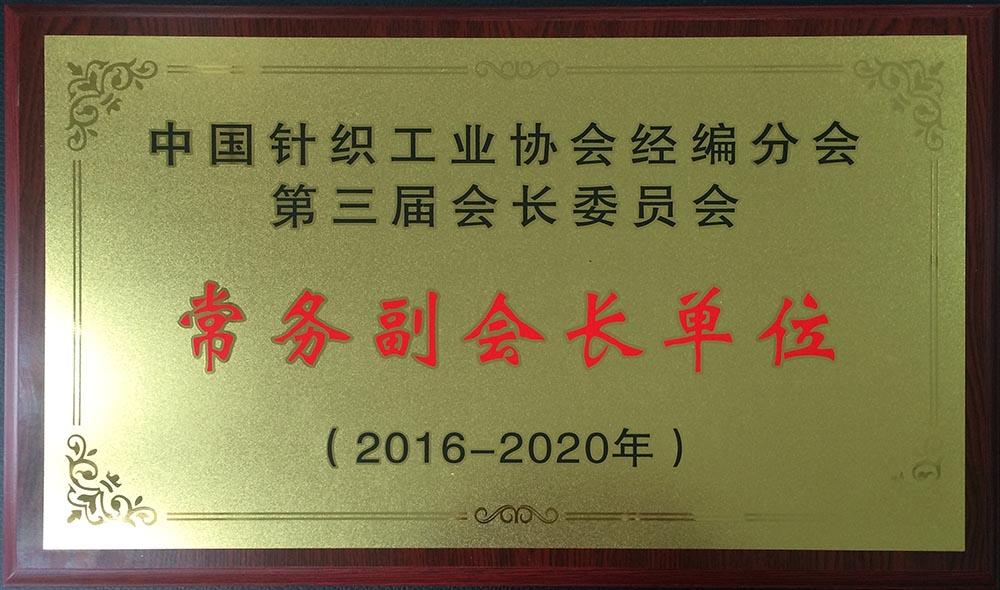 中国针织工业协会经编分会
第三届会长委员会
常务副会长单位
（2016-2020年）